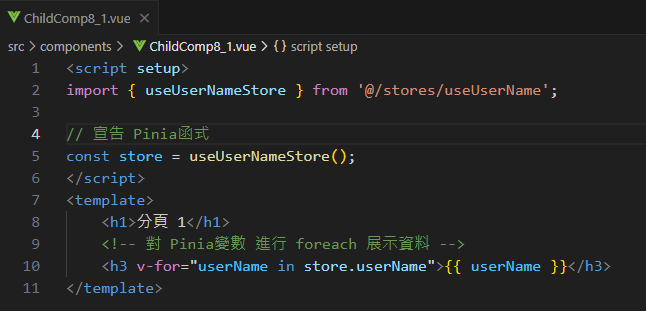 ChildComp8_1.vue ×
src > components > ChildComp8_1.vue > {} script setup
1 <script setup>
2 import { useUserNameStore } from '@/stores/useUserName';
3
4 // 宣告 Pinia函式
5 const store = useUserNameStore();
6 </script>
7 <template>
8     <h1>分頁 1</h1>
9     <!-- 對 Pinia變數 進行 foreach 展示資料 -->
10     <h3 v-for="userName in store.userName">{{ userName }}</h3>
11 </template>